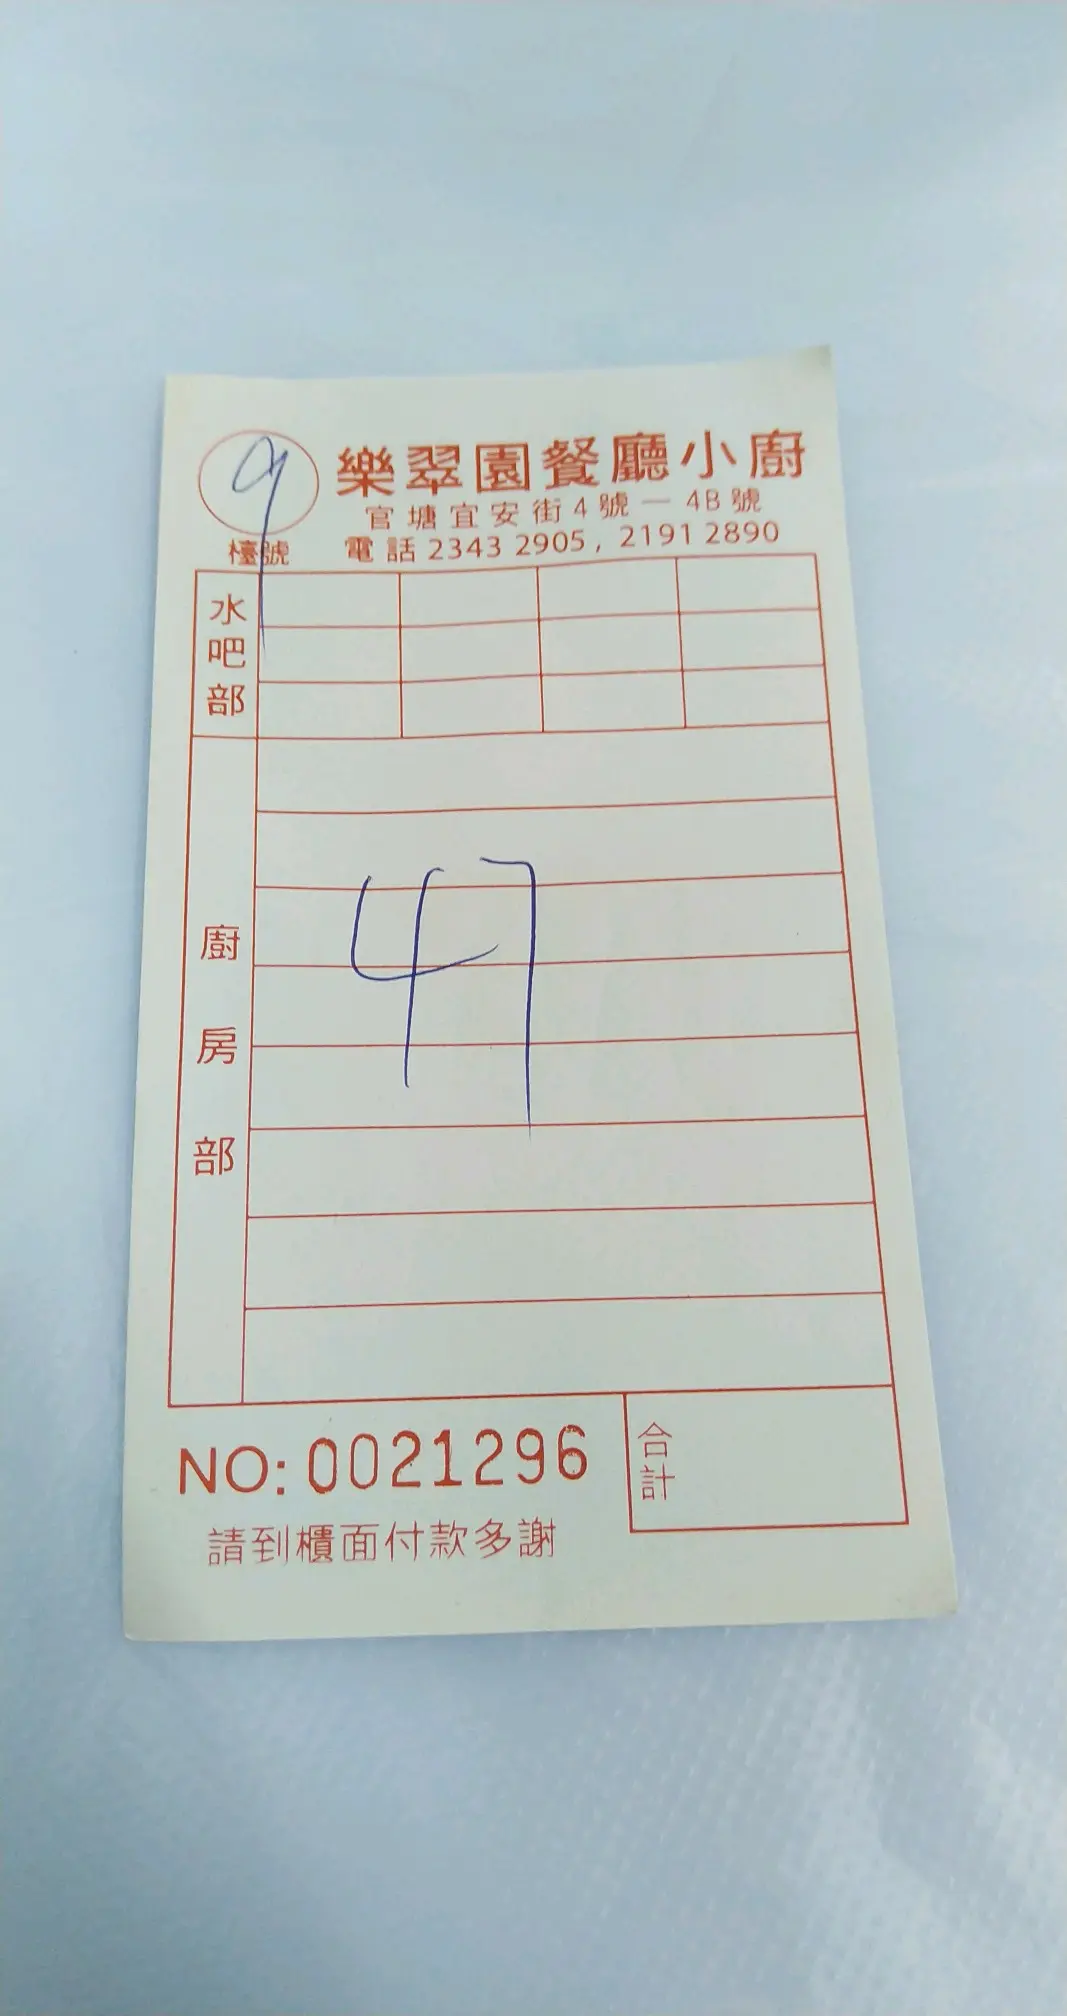 9
樂翠園餐廳小廚
官塘宜安街4號一4B號
檯號
電話 2343 2905, 2191 2890
水吧部
廚房部
47
NO: 0021296
合計
請到櫃面付款多謝